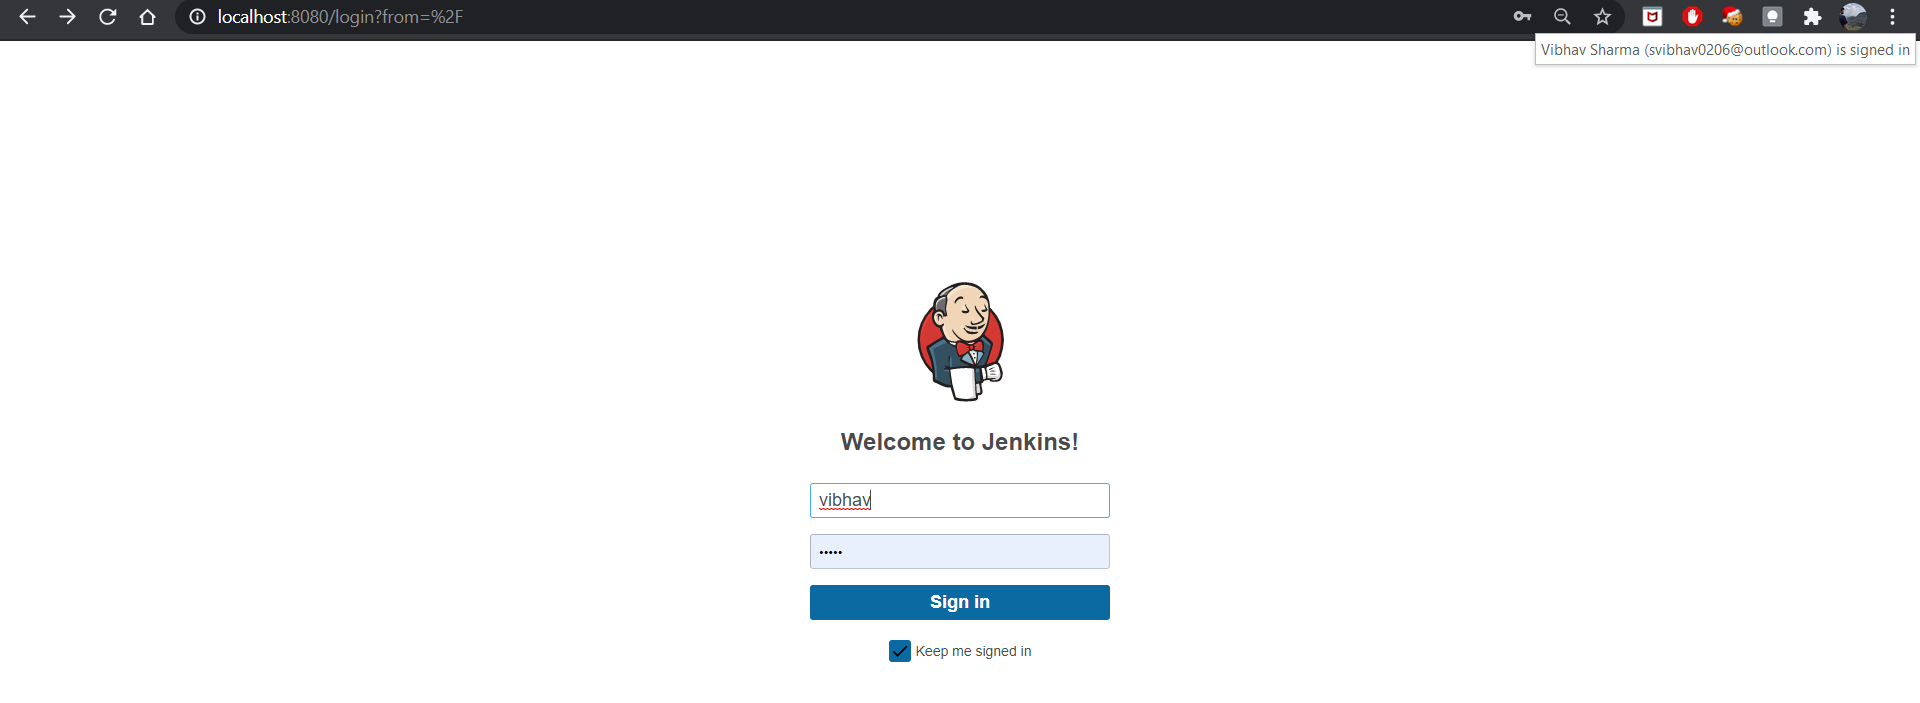 localhost:8080/login?from=%2F
Vibhav Sharma (svibhav0206@outlook.com) is signed in
Welcome to Jenkins!
vibhav
•••••
Sign in
Keep me signed in